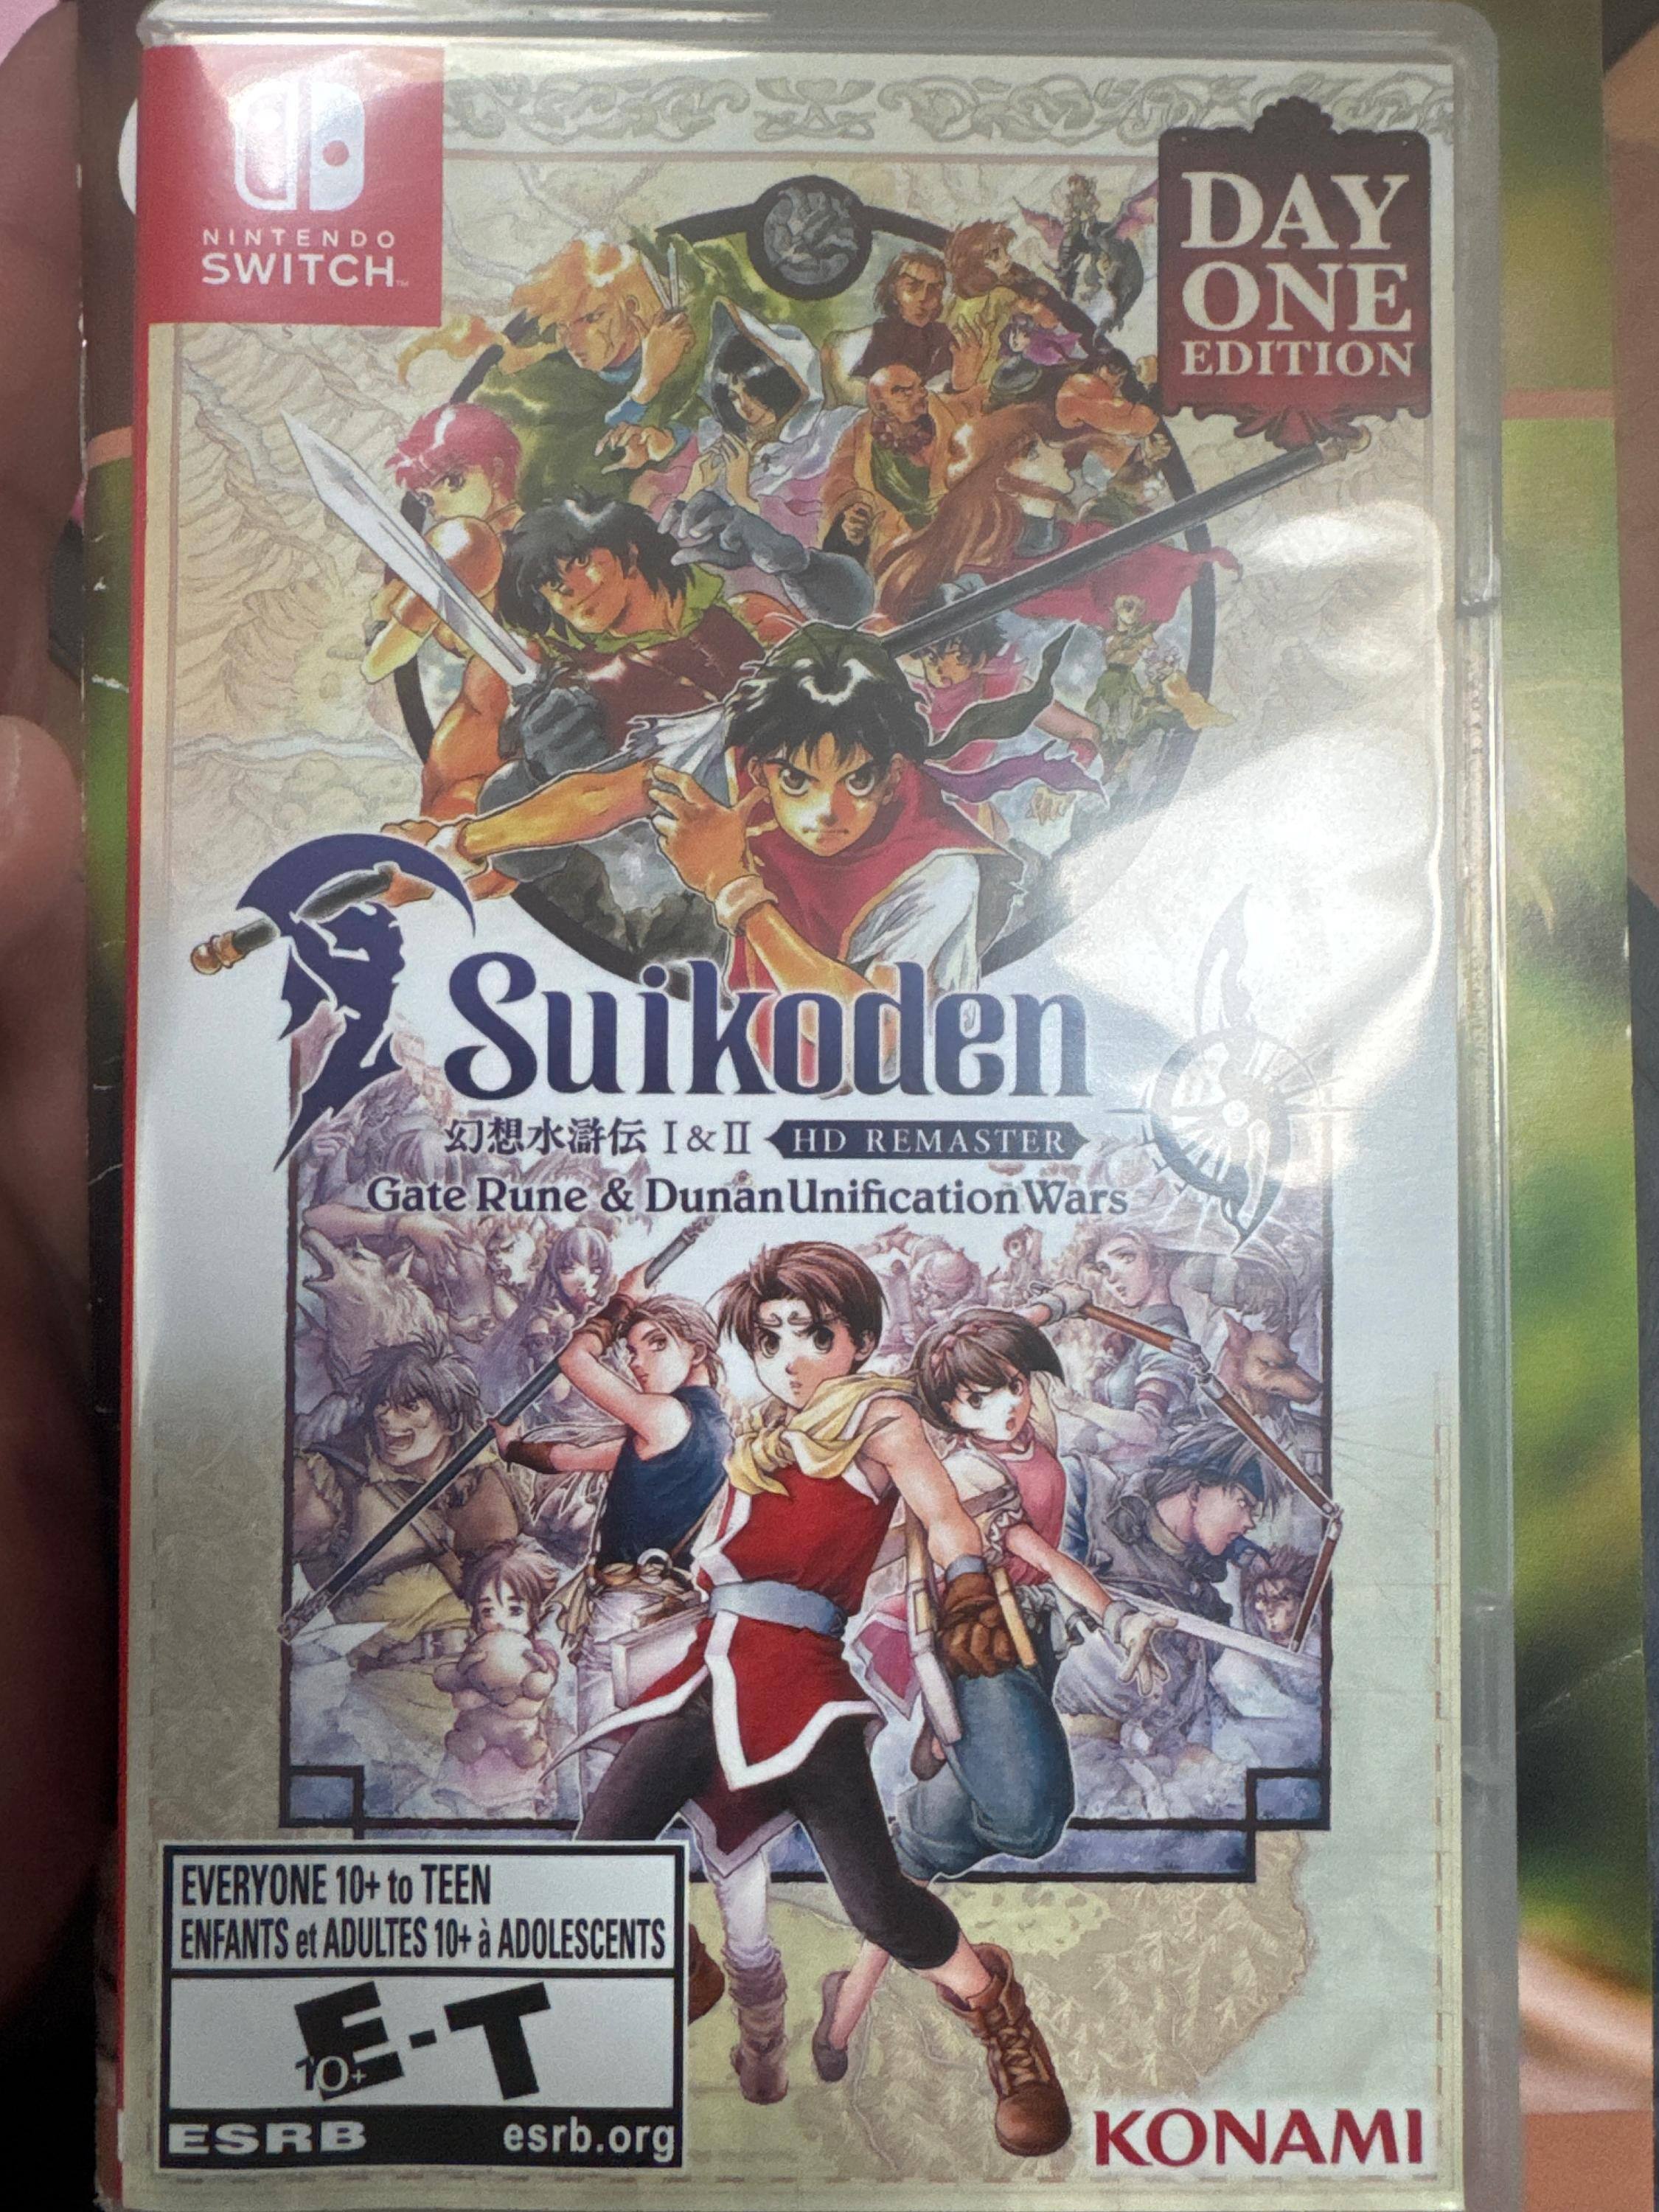 NINTENDO
SWITCH™
DAY
ONE
EDITION
Suikoden
幻想水滸伝 I&II HD REMASTER
Gate Rune & Dunan Unification Wars
EVERYONE 10+ to TEEN
ENFANTS et ADULTES 10+ à ADOLESCENTS
E-T
10+
ESRB esrb.org
KONAMI